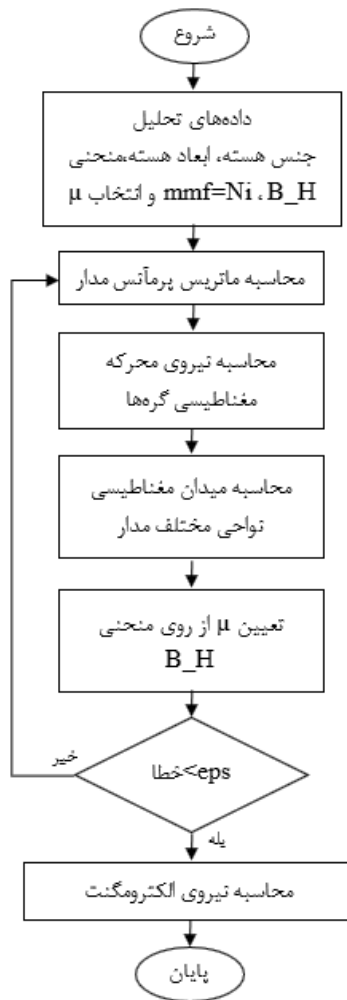 شروع
داده‌های تحلیل
جنس هسته، ابعاد هسته،منحنی
B_H ، mmf=Ni و انتخاب μ
محاسبه ماتریس پرمآنس مدار
محاسبه نیروی محرکه
مغناطیسی گره‌ها
محاسبه میدان مغناطیسی
نواحی مختلف مدار
تعیین μ از روی منحنی
B_H
خطا<eps
خیر
بله
محاسبه نیروی الکترومگنت
پایان